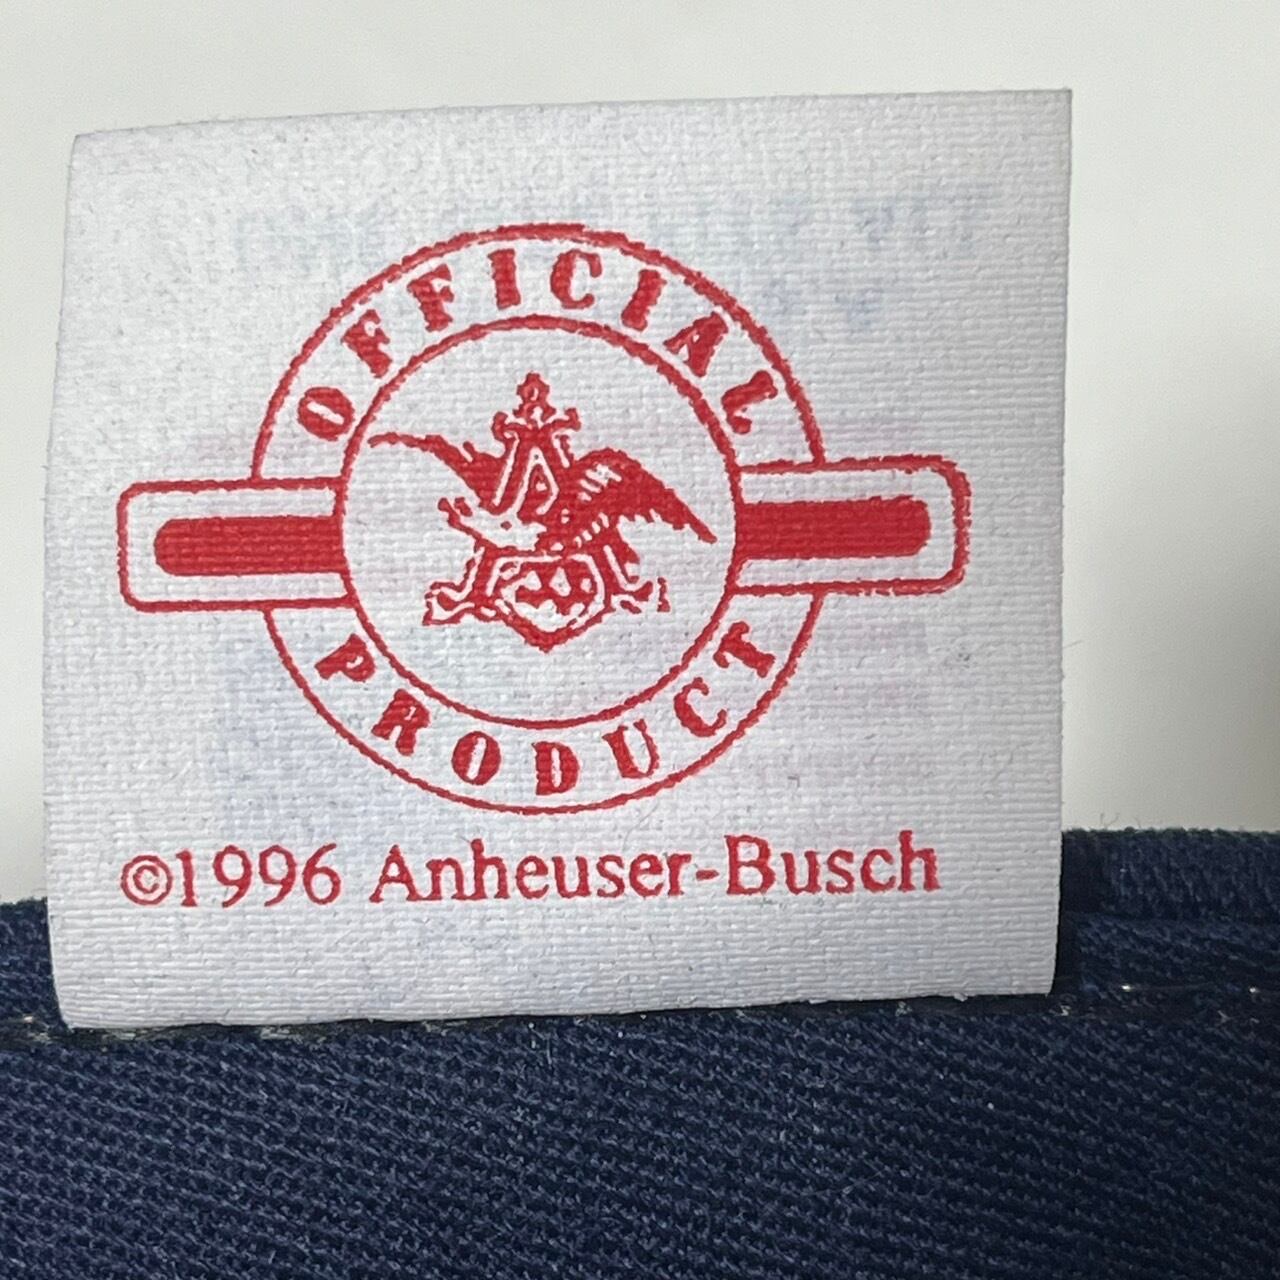 OFFICIAL
PRODUCT
©1996 Anheuser-Busch